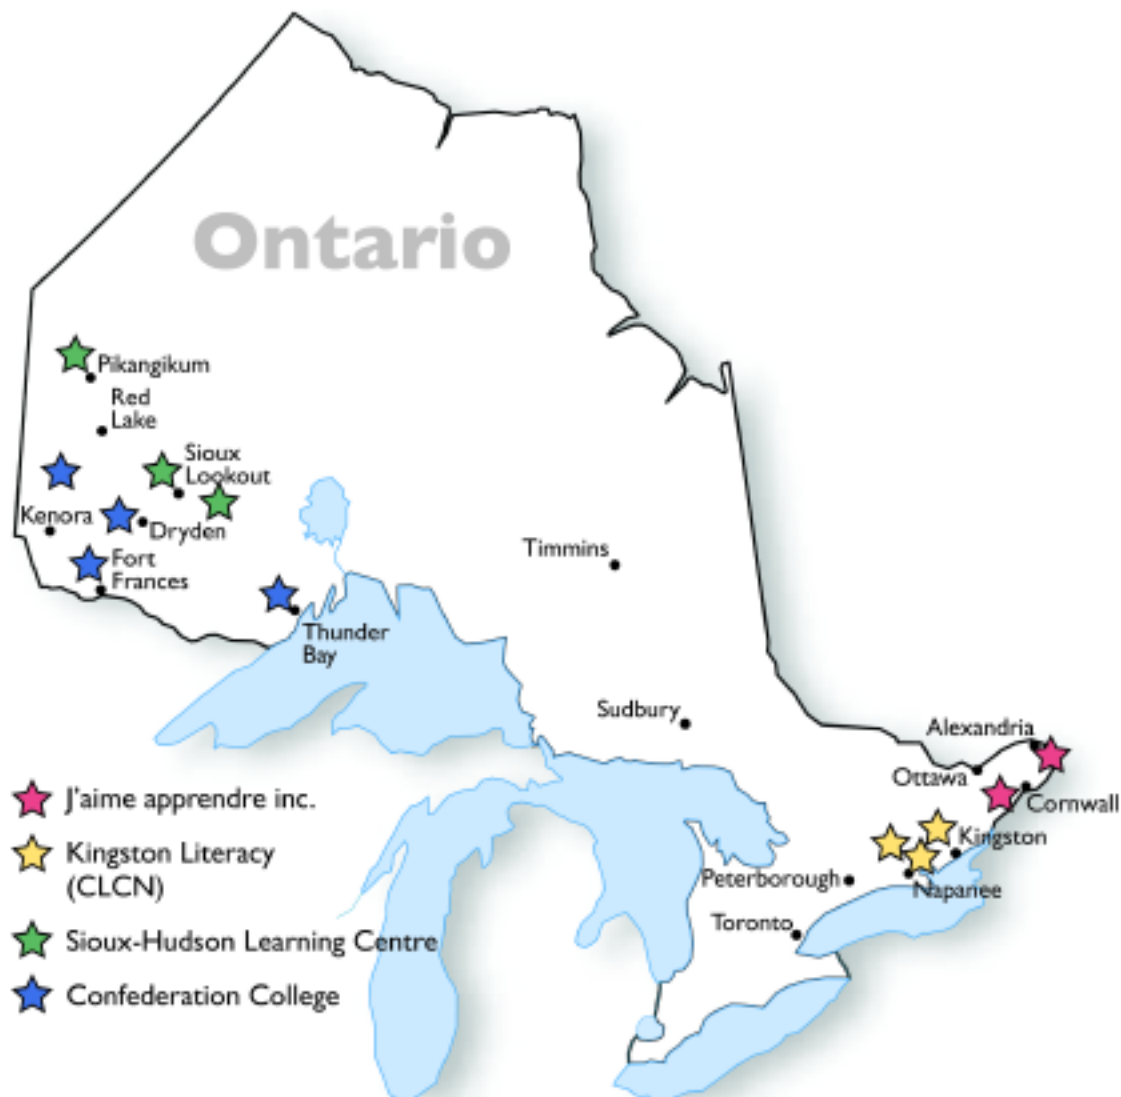 Ontario
Pikangikum
Red
Lake
Sioux
Lookout
Kenora
Dryden
Fort
Frances
Thunder
Bay
Timmins
Sudbury
Alexandria
Ottawa
Cornwall
Kingston
Napanee
Peterborough
Toronto
J'aime apprendre inc.
Kingston Literacy
(CLCN)
Sioux-Hudson Learning Centre
Confederation College